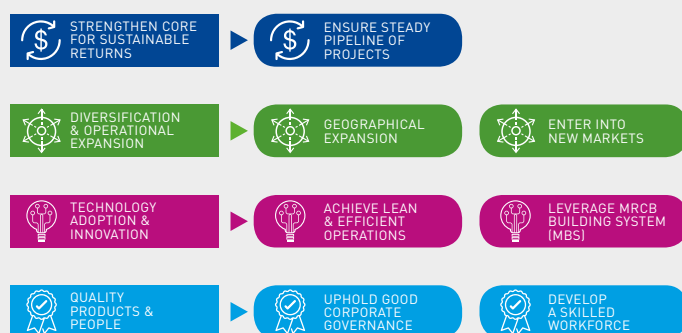 STRENGTHEN CORE
FOR SUSTAINABLE
RETURNS
ENSURE STEADY
PIPELINE OF
PROJECTS
DIVERSIFICATION
& OPERATIONAL
EXPANSION
GEOGRAPHICAL
EXPANSION
ENTER INTO
NEW MARKETS
TECHNOLOGY
ADOPTION &
INNOVATION
ACHIEVE LEAN
& EFFICIENT
OPERATIONS
LEVERAGE MRCB
BUILDING SYSTEM
(MBS)
QUALITY
PRODUCTS &
PEOPLE
UPHOLD GOOD
CORPORATE
GOVERNANCE
DEVELOP
A SKILLED
WORKFORCE